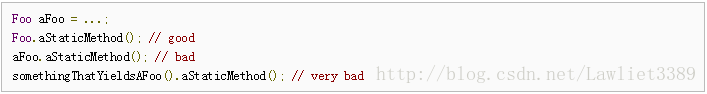 Foo aFoo = ...;
Foo.aStaticMethod(); // good
aFoo.aStaticMethod(); // bad
somethingThatYieldsAFoo().aStaticMethod(); // very bad
http://blog.csdn.net/Lawliet3389